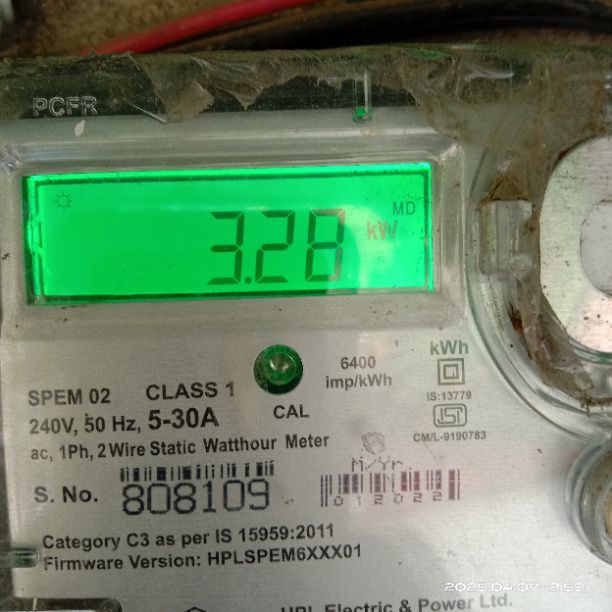 PCFR
MD
3.28 kW
6400 imp/kWh
kWh
IS:13779
CM/L-9190783
CAL
SPEM 02 CLASS 1
240V, 50 Hz, 5-30A
ac, 1Ph, 2 Wire Static Watthour Meter
S. No. 808109
M/Yr.
012022
Category C3 as per IS 15959:2011
Firmware Version: HPLSPEM6XXX01
HPL Electric & Power Ltd.
2025.04.07 12:59